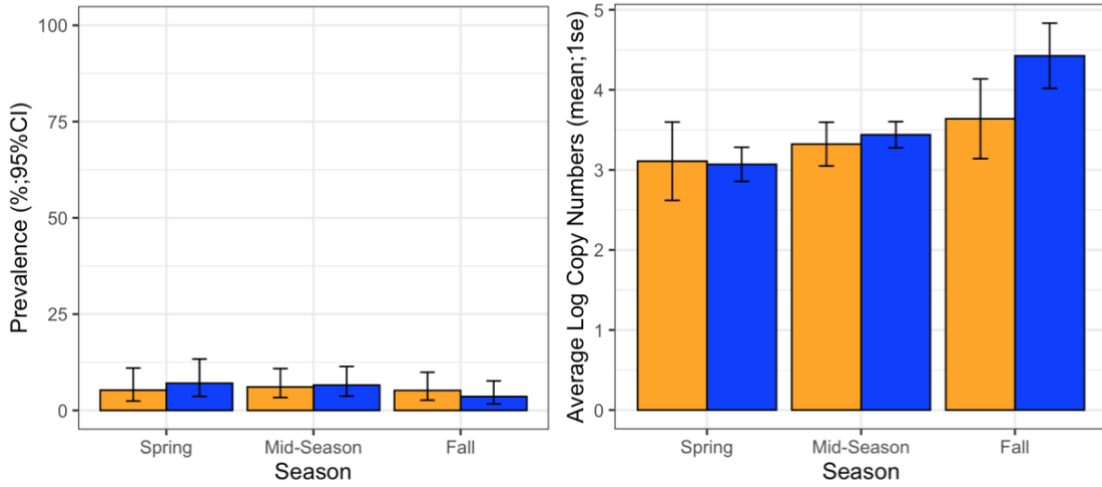 Prevalence (%;95%CI)
100
75
50
25
0
Spring
Mid-Season
Fall
Season
Average Log Copy Numbers (mean;1se)
5
4
3
2
1
0
Spring
Mid-Season
Fall
Season